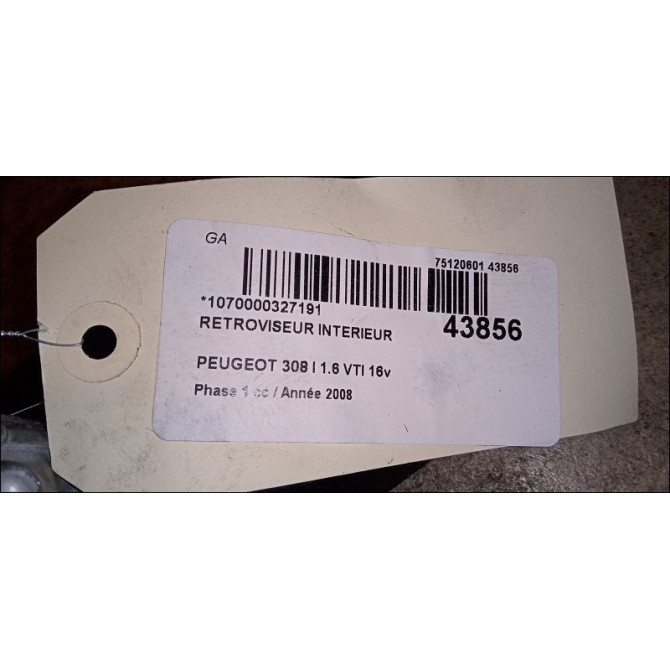 GA
75120601 43856
*1070000327191
RETROVISEUR INTERIEUR
43856
PEUGEOT 308 I 1.6 VTI 16v
Phase 1 cc / Année 2008